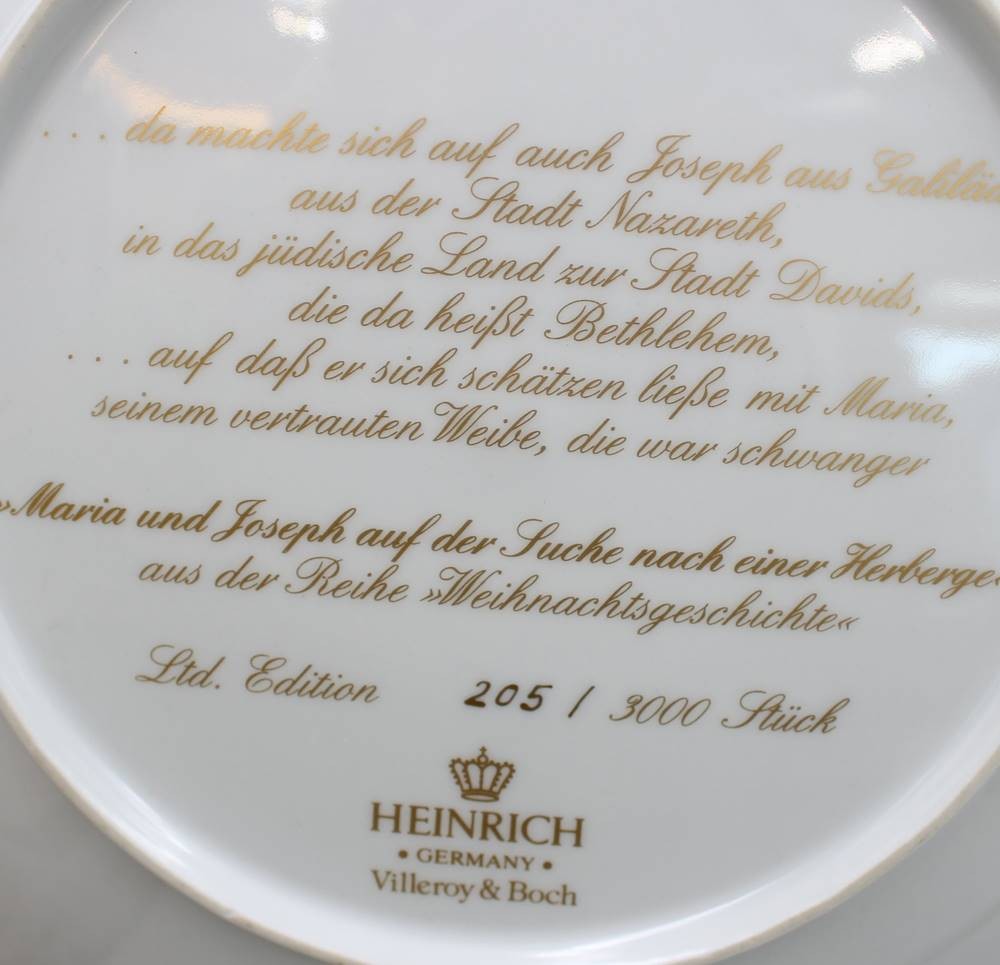 . . . da machte sich auf auch Joseph aus Galiläa
aus der Stadt Nazareth,
in das jüdische Land zur Stadt Davids,
die da heißt Bethlehem,
. . . auf daß er sich schätzen ließe mit Maria,
seinem vertrauten Weibe, die war schwanger
»Maria und Joseph auf der Suche nach einer Herberge«
aus der Reihe »Weihnachtsgeschichte«
Ltd. Edition 205 / 3000 Stück
HEINRICH
• GERMANY •
Villeroy & Boch